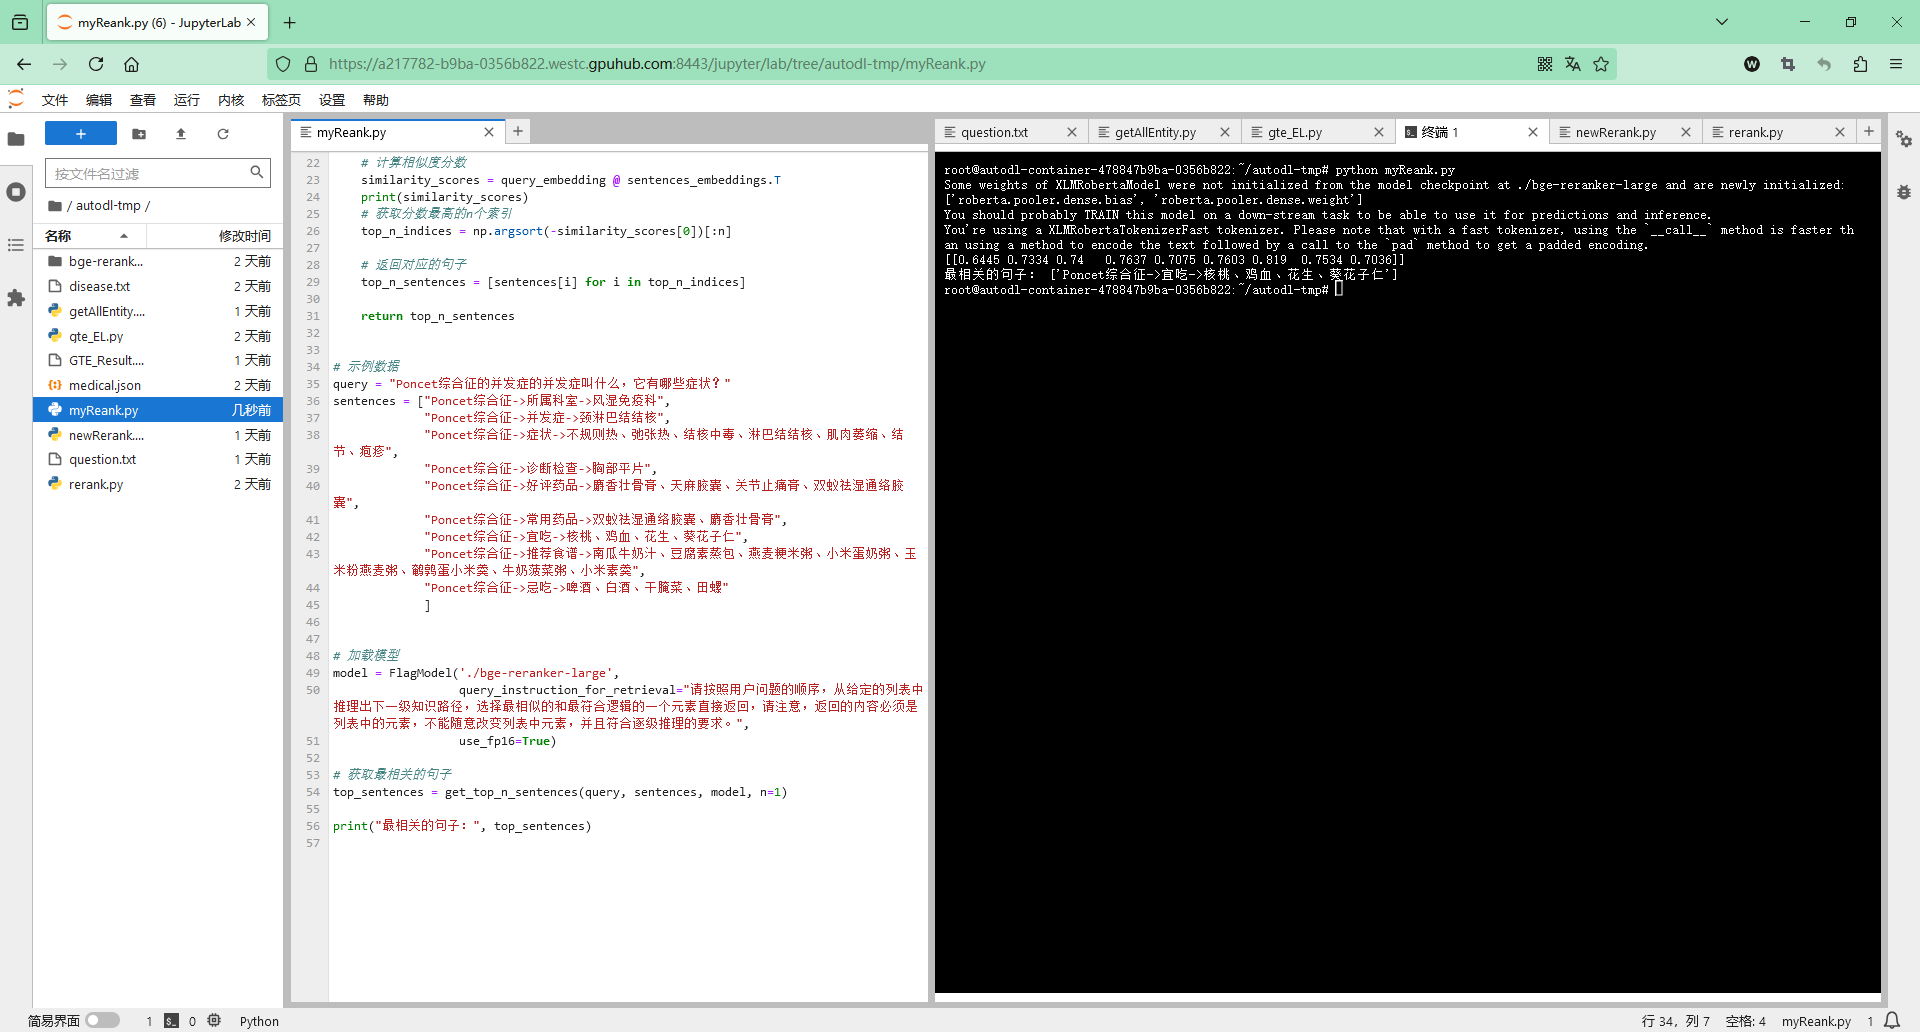 myReank.py (6) - JupyterLab
https://a217782-b9ba-0356b822.westc.gpuhub.com:8443/jupyter/lab/tree/autodl-tmp/myReank.py
文件 编辑 查看 运行 内核 标签页 设置 帮助
按文件名过滤
/ autodl-tmp /
名称 修改时间
bge-rerank... 2 天前
disease.txt 2 天前
getAllEntity.... 1 天前
gte_EL.py 2 天前
GTE_Result.... 1 天前
medical.json 2 天前
myReank.py 几秒前
newRerank.... 1 天前
question.txt 1 天前
rerank.py 2 天前
myReank.py
22 # 计算相似度分数
23 similarity_scores = query_embedding @ sentences_embeddings.T
24 print(similarity_scores)
25 # 获取分数最高的n个索引
26 top_n_indices = np.argsort(-similarity_scores[0])[:n]
27
28 # 返回对应的句子
29 top_n_sentences = [sentences[i] for i in top_n_indices]
30
31 return top_n_sentences
32
33
34 # 示例数据
35 query = "Poncet综合征的并发症的并发症叫什么，它有哪些症状？"
36 sentences = ["Poncet综合征->所属科室->风湿免疫科",
37 "Poncet综合征->并发症->颈淋巴结结核",
38 "Poncet综合征->症状->不规则热、弛张热、结核中毒、淋巴结结核、肌肉萎缩、结
节、疱疹",
39 "Poncet综合征->诊断检查->胸部平片",
40 "Poncet综合征->好评药品->麝香壮骨膏、天麻胶囊、关节止痛膏、双蚁祛湿通络胶
囊",
41 "Poncet综合征->常用药品->双蚁祛湿通络胶囊、麝香壮骨膏",
42 "Poncet综合征->宜吃->核桃、鸡血、花生、葵花子仁",
43 "Poncet综合征->推荐食谱->南瓜牛奶汁、豆腐素蒸包、燕麦粳米粥、小米蛋奶粥、玉
米粉燕麦粥、鹌鹑蛋小米羹、牛奶菠菜粥、小米素羹",
44 "Poncet综合征->忌吃->啤酒、白酒、干腌菜、田螺"
45 ]
46
47
48 # 加载模型
49 model = FlagModel('./bge-reranker-large',
50 query_instruction_for_retrieval="请按照用户问题的顺序，从给定的列表中
推理出下一级知识路径，选择最相似的和最符合逻辑的一个元素直接返回，请注意，返回的内容必须是
列表中的元素，不能随意改变列表中元素，并且符合逐级推理的要求。",
51 use_fp16=True)
52
53 # 获取最相关的句子
54 top_sentences = get_top_n_sentences(query, sentences, model, n=1)
55
56 print("最相关的句子：", top_sentences)
57
question.txt getAllEntity.py gte_EL.py 终端 1 newRerank.py rerank.py
root@autodl-container-478847b9ba-0356b822:~/autodl-tmp# python myReank.py
Some weights of XLMRobertaModel were not initialized from the model checkpoint at ./bge-reranker-large and are newly initialized:
['roberta.pooler.dense.bias', 'roberta.pooler.dense.weight']
You should probably TRAIN this model on a down-stream task to be able to use it for predictions and inference.
You're using a XLMRobertaTokenizerFast tokenizer. Please note that with a fast tokenizer, using the `__call__` method is faster th
an using a method to encode the text followed by a call to the `pad` method to get a padded encoding.
[[0.6445 0.7334 0.74 0.7637 0.7075 0.7603 0.819 0.7534 0.7036]]
最相关的句子： ['Poncet综合征->宜吃->核桃、鸡血、花生、葵花子仁']
root@autodl-container-478847b9ba-0356b822:~/autodl-tmp#
简易界面 1 0 Python 行 34，列 7 空格: 4 myReank.py 1